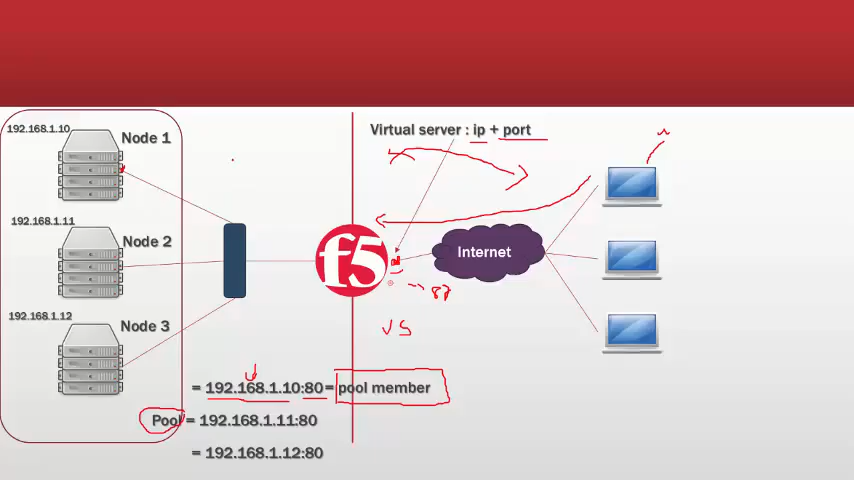 192.168.1.10
Node 1
Virtual server : ip + port
192.168.1.11
Node 2
f5
Internet
192.168.1.12
Node 3
VS
= 192.168.1.10:80 = pool member
Pool = 192.168.1.11:80
= 192.168.1.12:80